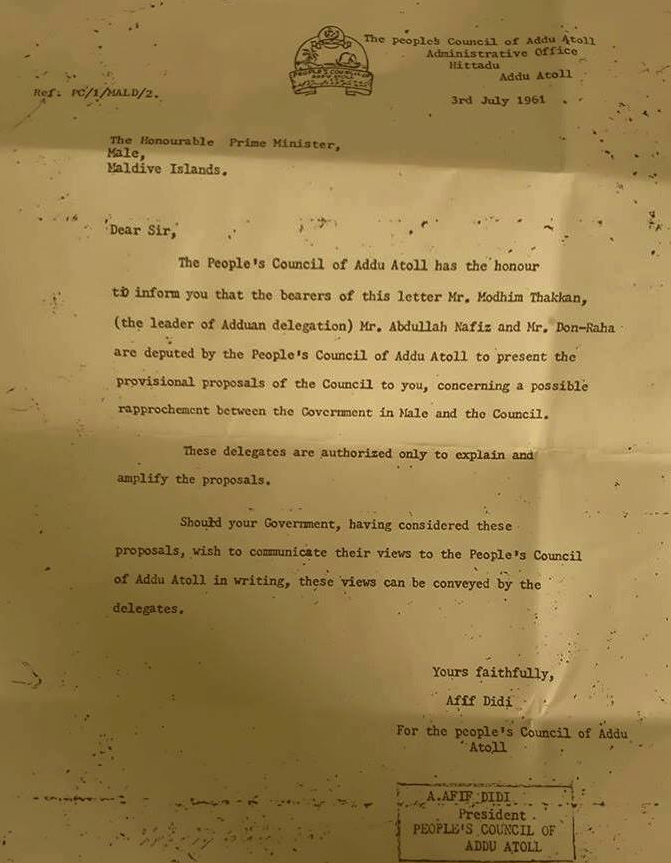 The people's Council of Addu Atoll
Administrative Office
Hittadu
Addu Atoll
PEOPLE'S COUNCIL OF
ADDU ATOLL
Ref: PC/1/MALD/2.
3rd July 1961
The Honourable Prime Minister,
Male,
Maldive Islands.
Dear Sir,
The People's Council of Addu Atoll has the honour
to inform you that the bearers of this letter Mr. Modhim Thakkan,
(the leader of Adduan delegation) Mr. Abdullah Nafiz and Mr. Don-Raha
are deputed by the People's Council of Addu Atoll to present the
provisional proposals of the Council to you, concerning a possible
rapprochement between the Government in Male and the Council.
These delegates are authorized only to explain and
amplify the proposals.
Should your Government, having considered these
proposals, wish to communicate their views to the People's Council
of Addu Atoll in writing, these views can be conveyed by the
delegates.
Yours faithfully,
Afif Didi
For the people's Council of Addu
Atoll
A.AFIF DIDI
President
PEOPLE'S COUNCIL OF
ADDU ATOLL